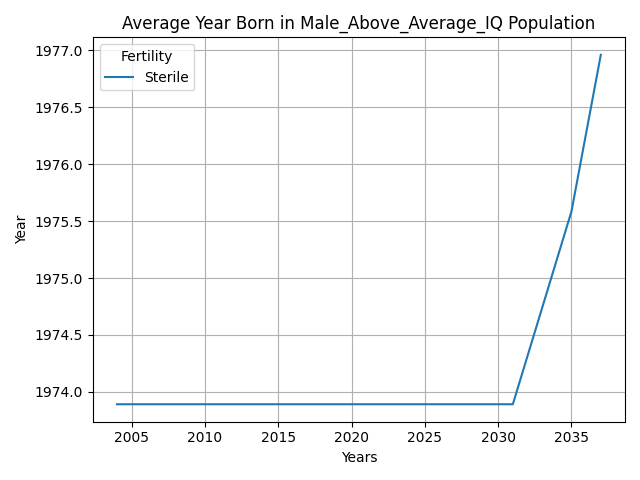 Average Year Born in Male_Above_Average_IQ Population
Fertility
Sterile
1977.0
1976.5
1976.0
1975.5
1975.0
1974.5
1974.0
Year
2005 2010 2015 2020 2025 2030 2035
Years